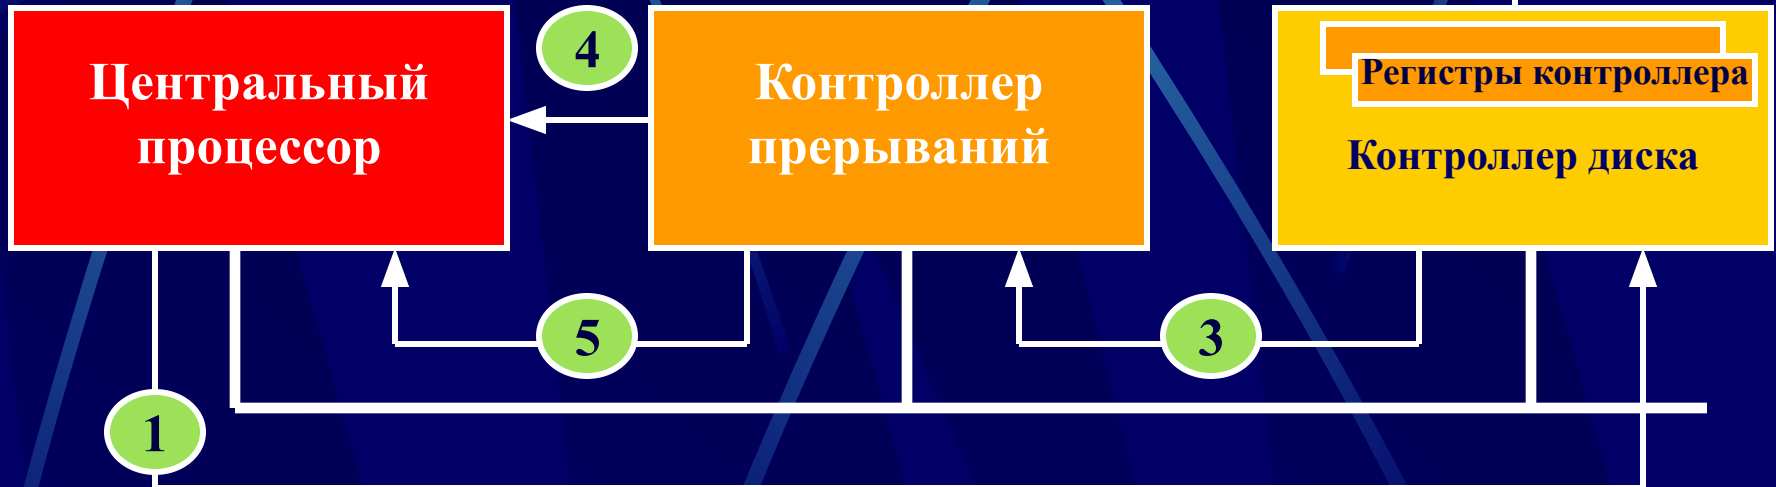 Центральный
процессор
4
Контроллер
прерываний
Регистры контроллера
Контроллер диска
5
3
1